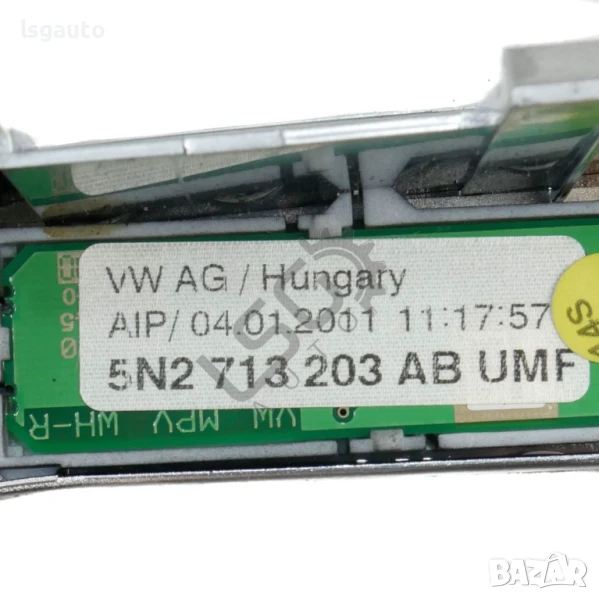 lsgauto
VW AG / Hungary
AIP/ 04.01.2011 11:17:57
5N2 713 203 AB UMF
VW MPV WH-R
BAZAR